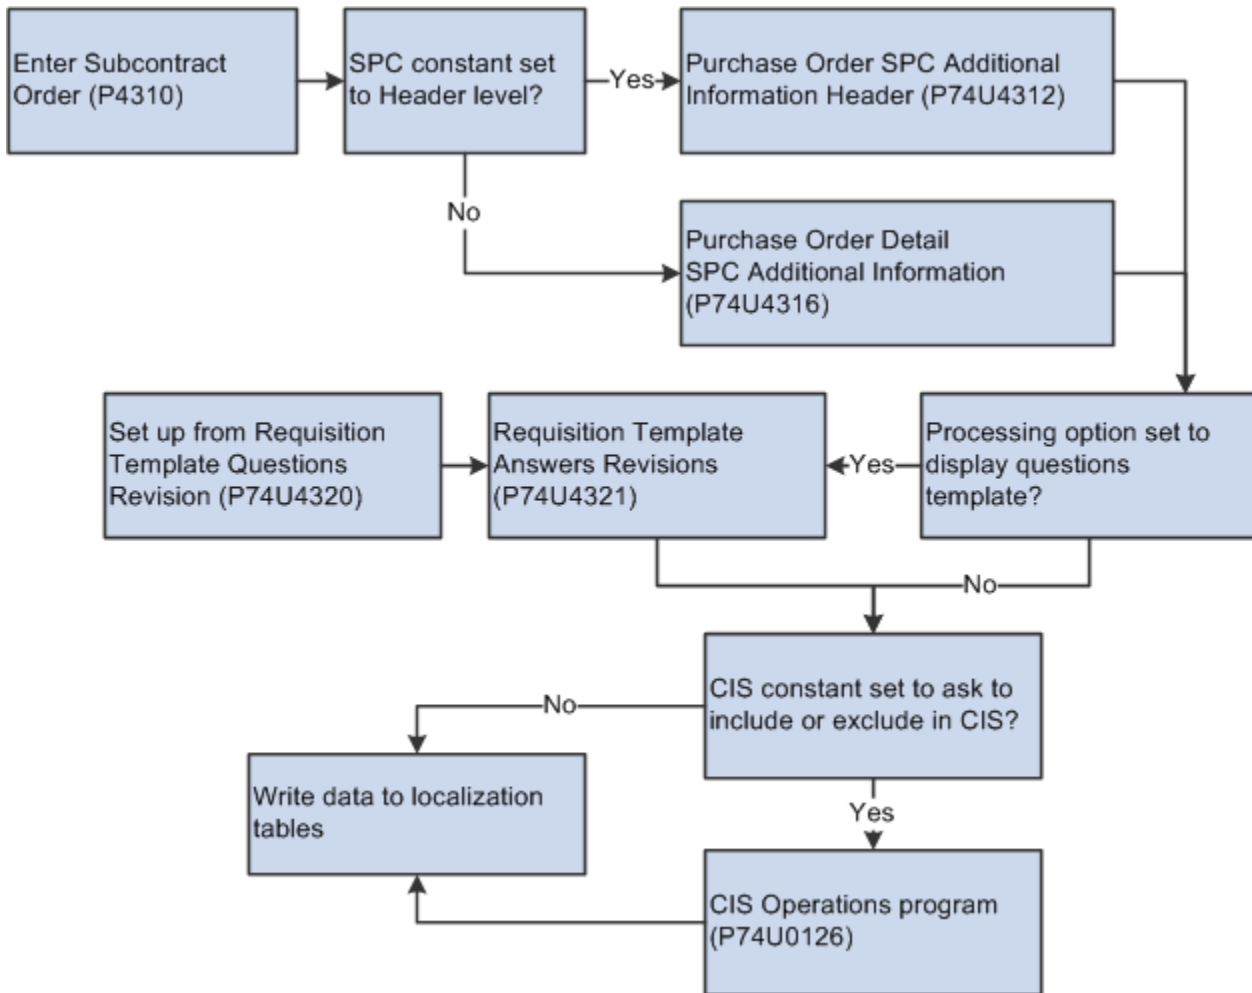 Enter Subcontract
Order (P4310)
SPC constant set
to Header level?
Yes
Purchase Order SPC Additional
Information Header (P74U4312)
No
Purchase Order Detail
SPC Additional Information
(P74U4316)
Set up from Requisition
Template Questions
Revision (P74U4320)
Requisition Template
Answers Revisions
(P74U4321)
Yes
Processing option set to
display questions
template?
No
CIS constant set to ask to
include or exclude in CIS?
No
Write data to localization
tables
Yes
CIS Operations program
(P74U0126)